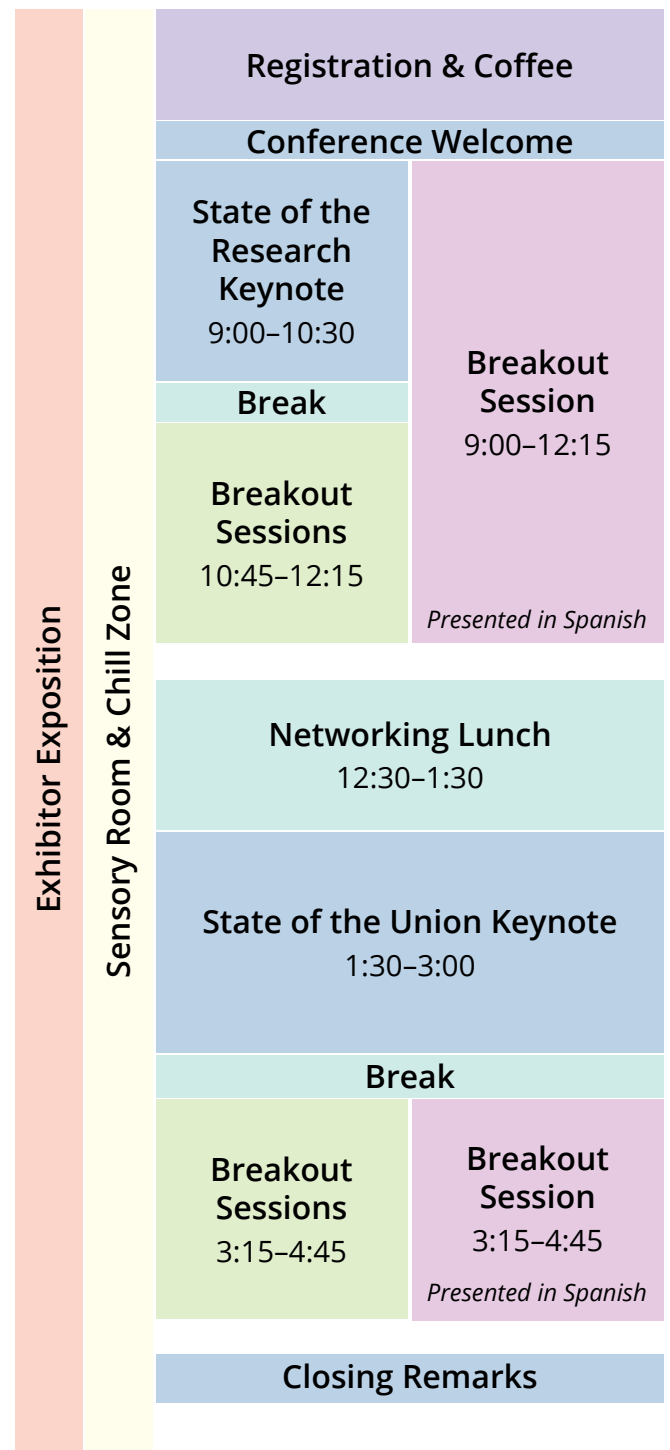 Exhibitor Exposition
Sensory Room & Chill Zone
Registration & Coffee
Conference Welcome
State of the
Research
Keynote
9:00–10:30
Break
Breakout
Sessions
10:45–12:15
Breakout
Session
9:00–12:15
Presented in Spanish
Networking Lunch
12:30–1:30
State of the Union Keynote
1:30–3:00
Break
Breakout
Sessions
3:15–4:45
Breakout
Session
3:15–4:45
Presented in Spanish
Closing Remarks